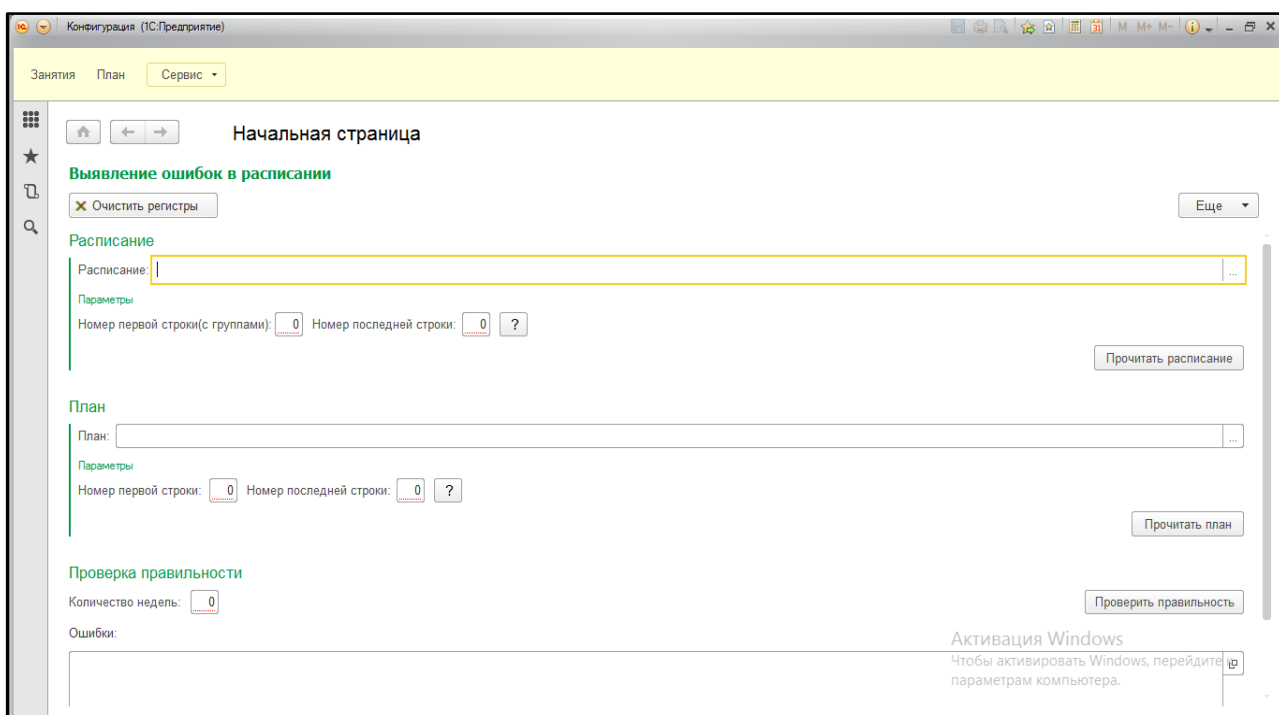 Конфигурация (1С:Предприятие)
31 M M+ M-
Занятия План Сервис
Начальная страница
Выявление ошибок в расписании
Очистить регистры Еще
Расписание
Расписание: ...
Параметры
Номер первой строки(с группами): 0 Номер последней строки: 0 ?
Прочитать расписание
План
План: ...
Параметры
Номер первой строки: 0 Номер последней строки: 0 ?
Прочитать план
Проверка правильности
Количество недель: 0 Проверить правильность
Ошибки:
Активация Windows
Чтобы активировать Windows, перейдите
параметрам компьютера.